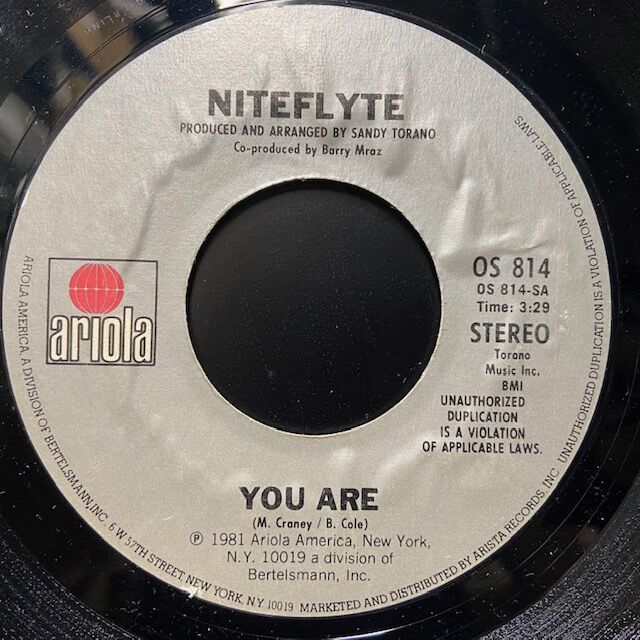 NITEFLYTE
PRODUCED AND ARRANGED BY SANDY TORANO
Co-produced by Barry Mraz
ariola
OS 814
OS 814-SA
Time: 3:29
STEREO
Torano
Music Inc.
BMI
UNAUTHORIZED
DUPLICATION
IS A VIOLATION
OF APPLICABLE LAWS.
YOU ARE
(M. Craney / B. Cole)
℗ 1981 Ariola America, New York,
N.Y. 10019 a division of
Bertelsmann, Inc.
ARIOLA AMERICA, A DIVISION OF BERTELSMANN, INC. 6 W 57TH STREET, NEW YORK, N.Y. 10019 MARKETED AND DISTRIBUTED BY ARISTA RECORDS, INC. UNAUTHORIZED DUPLICATION IS A VIOLATION OF APPLICABLE LAWS